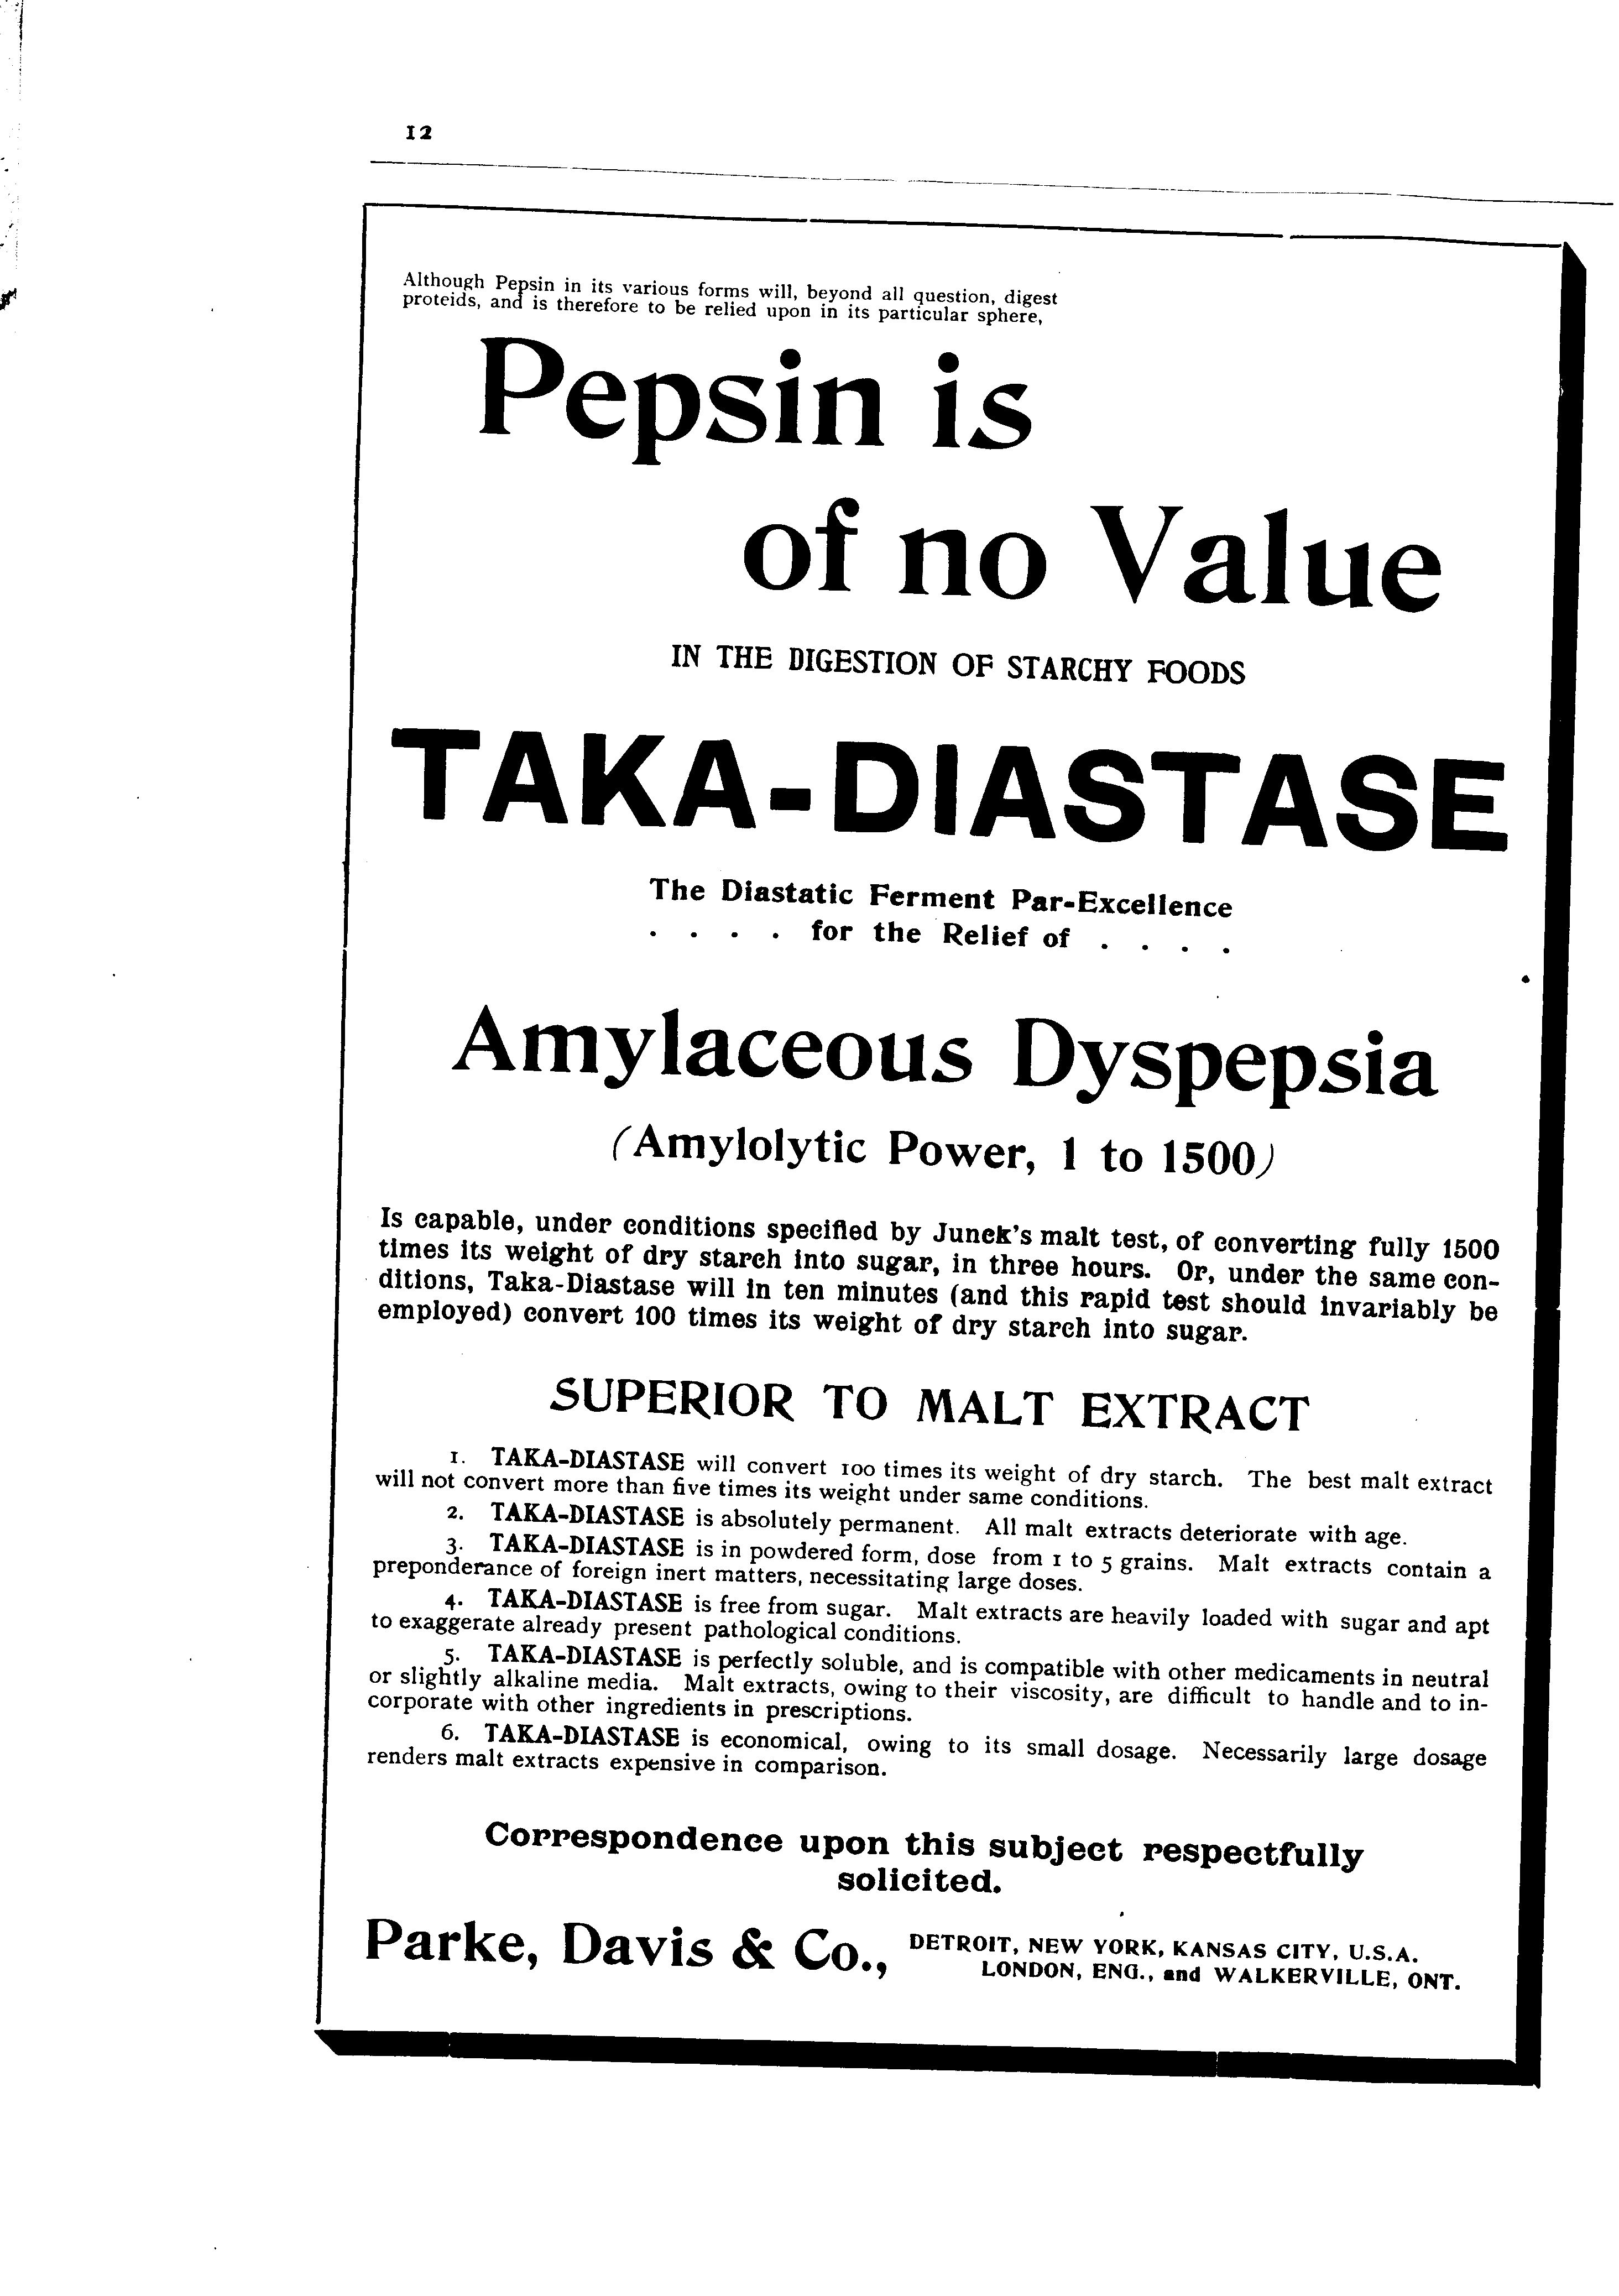 12
Although Pepsin in its various forms will, beyond all question, digest
proteids, and is therefore to be relied upon in its particular sphere,
Pepsin is
of no Value
IN THE DIGESTION OF STARCHY FOODS
TAKA-DIASTASE
The Diastatic Ferment Par-Excellence
. . . . for the Relief of . . . .
Amylaceous Dyspepsia
(Amylolytic Power, 1 to 1500)
Is capable, under conditions specified by Junck's malt test, of converting fully 1500
times its weight of dry starch into sugar, in three hours. Or, under the same con-
ditions, Taka-Diastase will in ten minutes (and this rapid test should invariably be
employed) convert 100 times its weight of dry starch into sugar.
SUPERIOR TO MALT EXTRACT
1. TAKA-DIASTASE will convert 100 times its weight of dry starch. The best malt extract
will not convert more than five times its weight under same conditions.
2. TAKA-DIASTASE is absolutely permanent. All malt extracts deteriorate with age.
3. TAKA-DIASTASE is in powdered form, dose from 1 to 5 grains. Malt extracts contain a
preponderance of foreign inert matters, necessitating large doses.
4. TAKA-DIASTASE is free from sugar. Malt extracts are heavily loaded with sugar and apt
to exaggerate already present pathological conditions.
5. TAKA-DIASTASE is perfectly soluble, and is compatible with other medicaments in neutral
or slightly alkaline media. Malt extracts, owing to their viscosity, are difficult to handle and to in-
corporate with other ingredients in prescriptions.
6. TAKA-DIASTASE is economical, owing to its small dosage. Necessarily large dosage
renders malt extracts expensive in comparison.
Correspondence upon this subject respectfully
solicited.
Parke, Davis & Co., DETROIT, NEW YORK, KANSAS CITY, U.S.A.
LONDON, ENG., and WALKERVILLE, ONT.